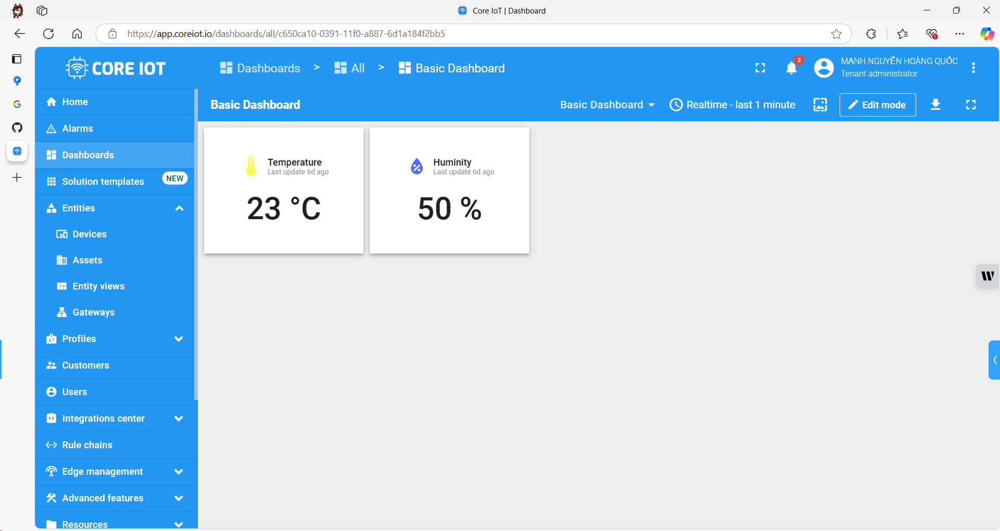 Core IoT | Dashboard
https://app.coreiot.io/dashboards/all/c650ca10-0391-11f0-a887-6d1a184f2bb5
CORE IOT
Dashboards > All > Basic Dashboard
2
MẠNH NGUYỄN HOÀNG QUỐC
Tenant administrator
Basic Dashboard
Basic Dashboard
Realtime - last 1 minute
Edit mode
Home
Alarms
Dashboards
Solution templates NEW
Entities
Devices
Assets
Entity views
Gateways
Profiles
Customers
Users
Integrations center
Rule chains
Edge management
Advanced features
Resources
Temperature
Last update 6d ago
23 °C
Huminity
Last update 6d ago
50 %